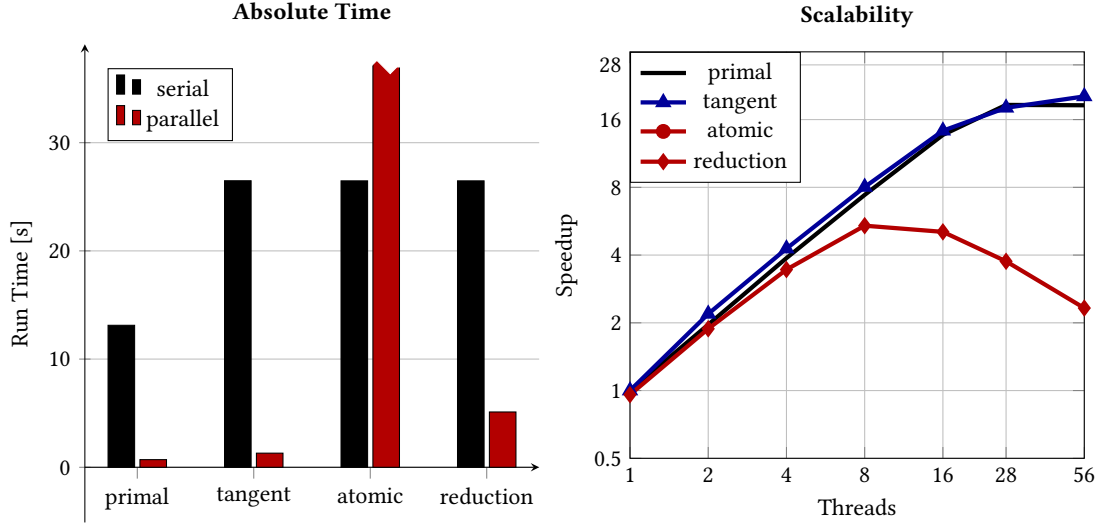 Absolute Time
Run Time [s]
30
20
10
0
serial
parallel
primal
tangent
atomic
reduction
Scalability
Speedup
28
16
8
4
2
1
0.5
primal
tangent
atomic
reduction
1
2
4
8
16
28
56
Threads